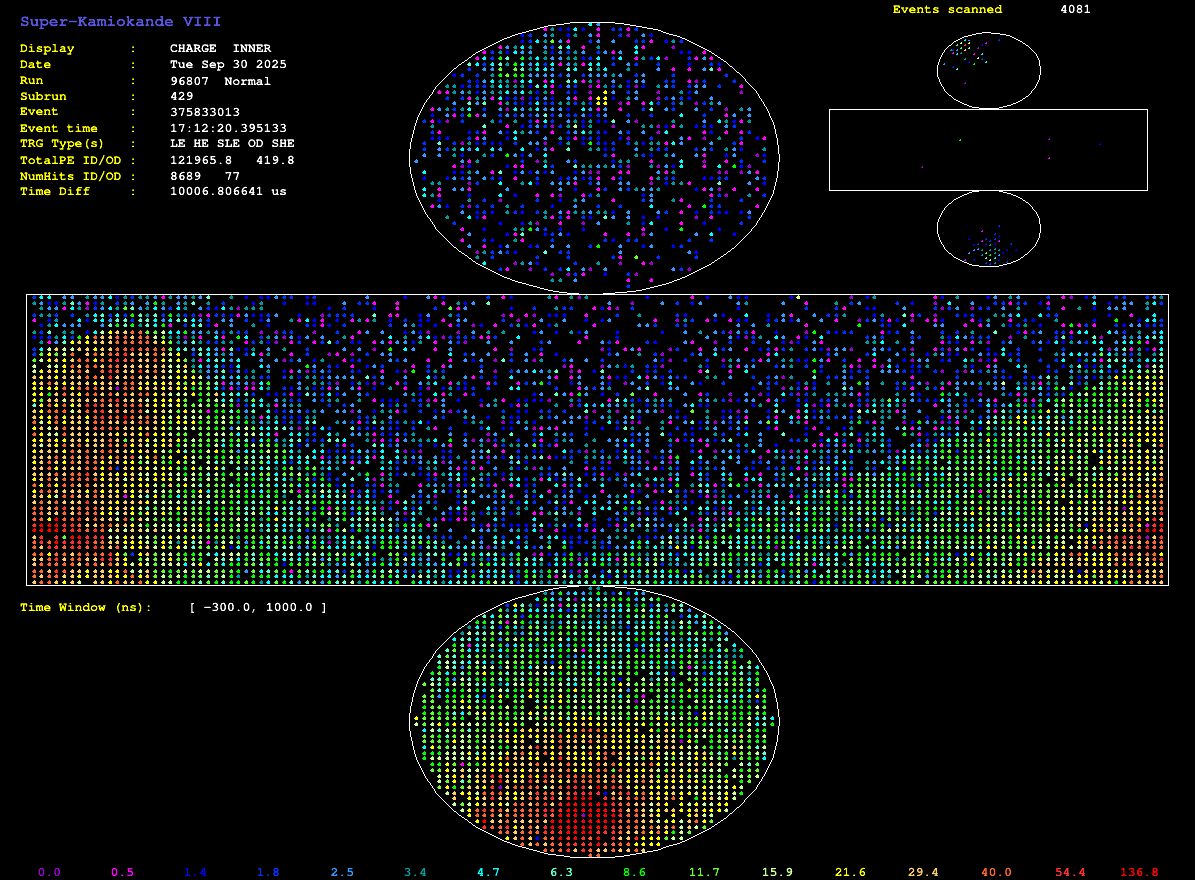 Super-Kamiokande VIII
Events scanned 4081
Display : CHARGE INNER
Date : Tue Sep 30 2025
Run : 96807 Normal
Subrun : 429
Event : 375833013
Event time : 17:12:20.395133
TRG Type(s) : LE HE SLE OD SHE
TotalPE ID/OD : 121965.8 419.8
NumHits ID/OD : 8689 77
Time Diff : 10006.806641 us
Time Window (ns): [ -300.0, 1000.0 ]
0.0 0.5 1.4 1.8 2.5 3.4 4.7 6.3 8.6 11.7 15.9 21.6 29.4 40.0 54.4 136.8